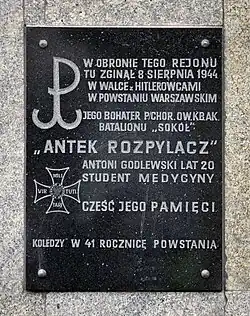 W OBRONIE TEGO REJONU
TU ZGINĄŁ 8 SIERPNIA 1944
W WALCE z HITLEROWCAMI
W POWSTANIU WARSZAWSKIM
JEGO BOHATER PCHOR. OW. KB. AK.
BATALIONU „SOKÓŁ”
„ANTEK ROZPYLACZ”
ANTONI GODLEWSKI LAT 20
STUDENT MEDYCYNY
CZEŚĆ JEGO PAMIĘCI
KOLEDZY W 41 ROCZNICĘ POWSTANIA